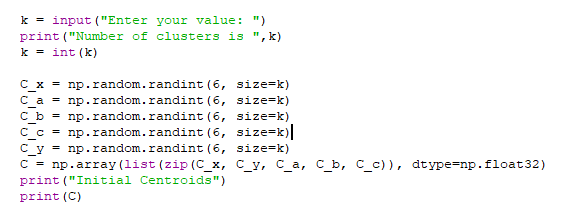 k = input("Enter your value: ")
print("Number of clusters is ",k)
k = int(k)
C_x = np.random.randint(6, size=k)
C_a = np.random.randint(6, size=k)
C_b = np.random.randint(6, size=k)
C_c = np.random.randint(6, size=k)
C_y = np.random.randint(6, size=k)
C = np.array(list(zip(C_x, C_y, C_a, C_b, C_c)), dtype=np.float32)
print("Initial Centroids")
print(C)